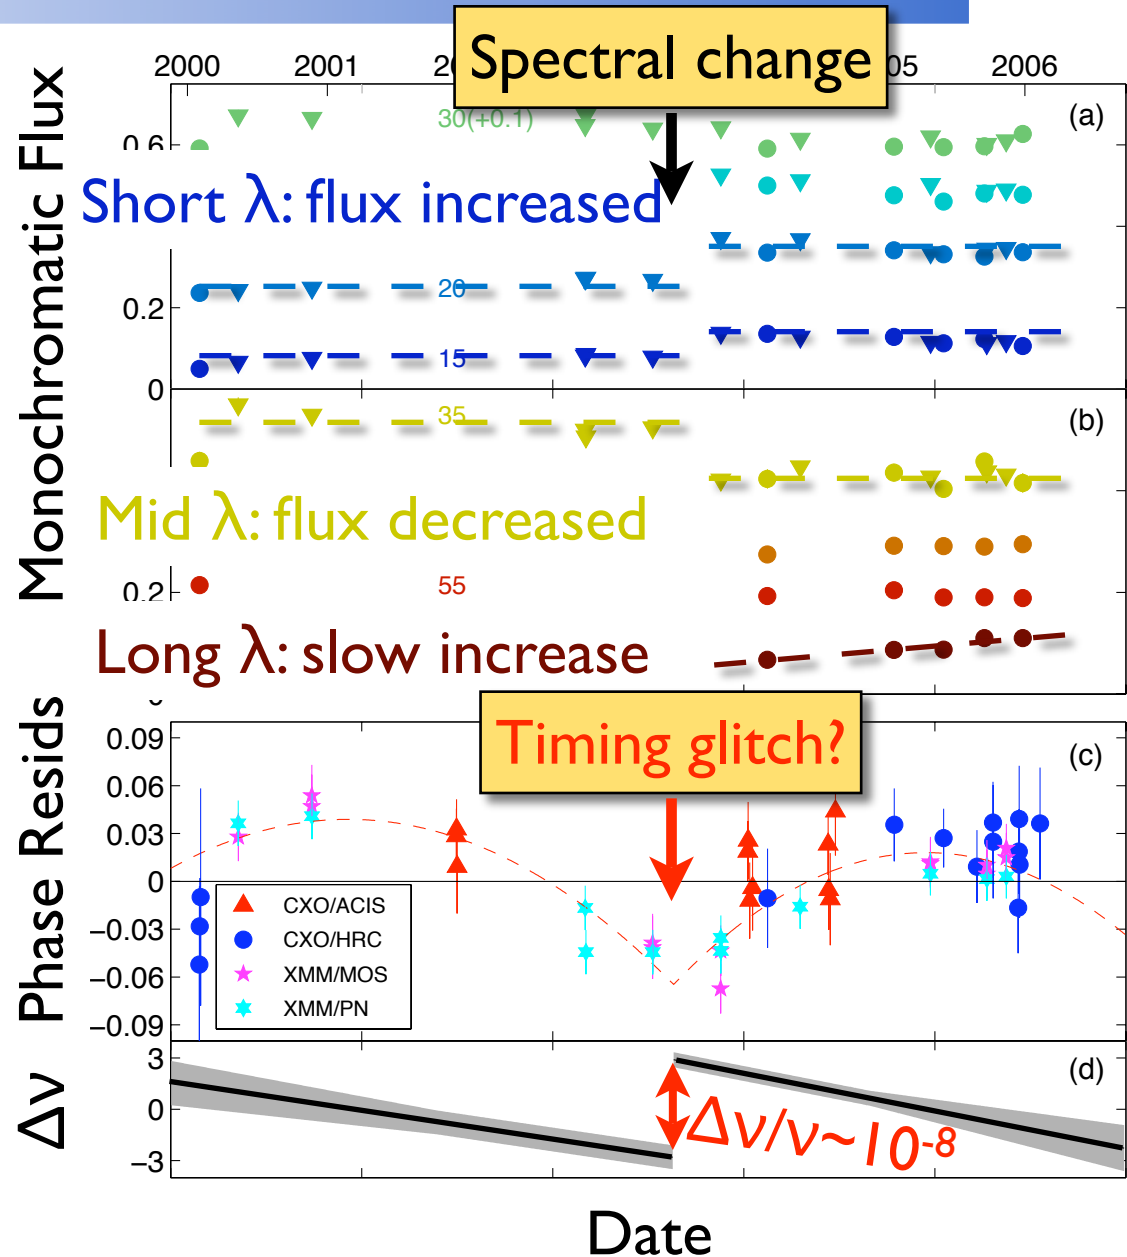 Spectral change
2000 2001 2 05 2006
Monochromatic Flux
30(+0.1)
(a)
0.6
Short λ: flux increased
20
0.2
15
0
35
(b)
Mid λ: flux decreased
55
0.2
Long λ: slow increase
Timing glitch?
Phase Resids
0.09
(c)
0.06
0.03
0
−0.03
−0.06
−0.09
CXO/ACIS
CXO/HRC
XMM/MOS
XMM/PN
Δν
3
(d)
0
−3
Δν/ν~10-8
Date